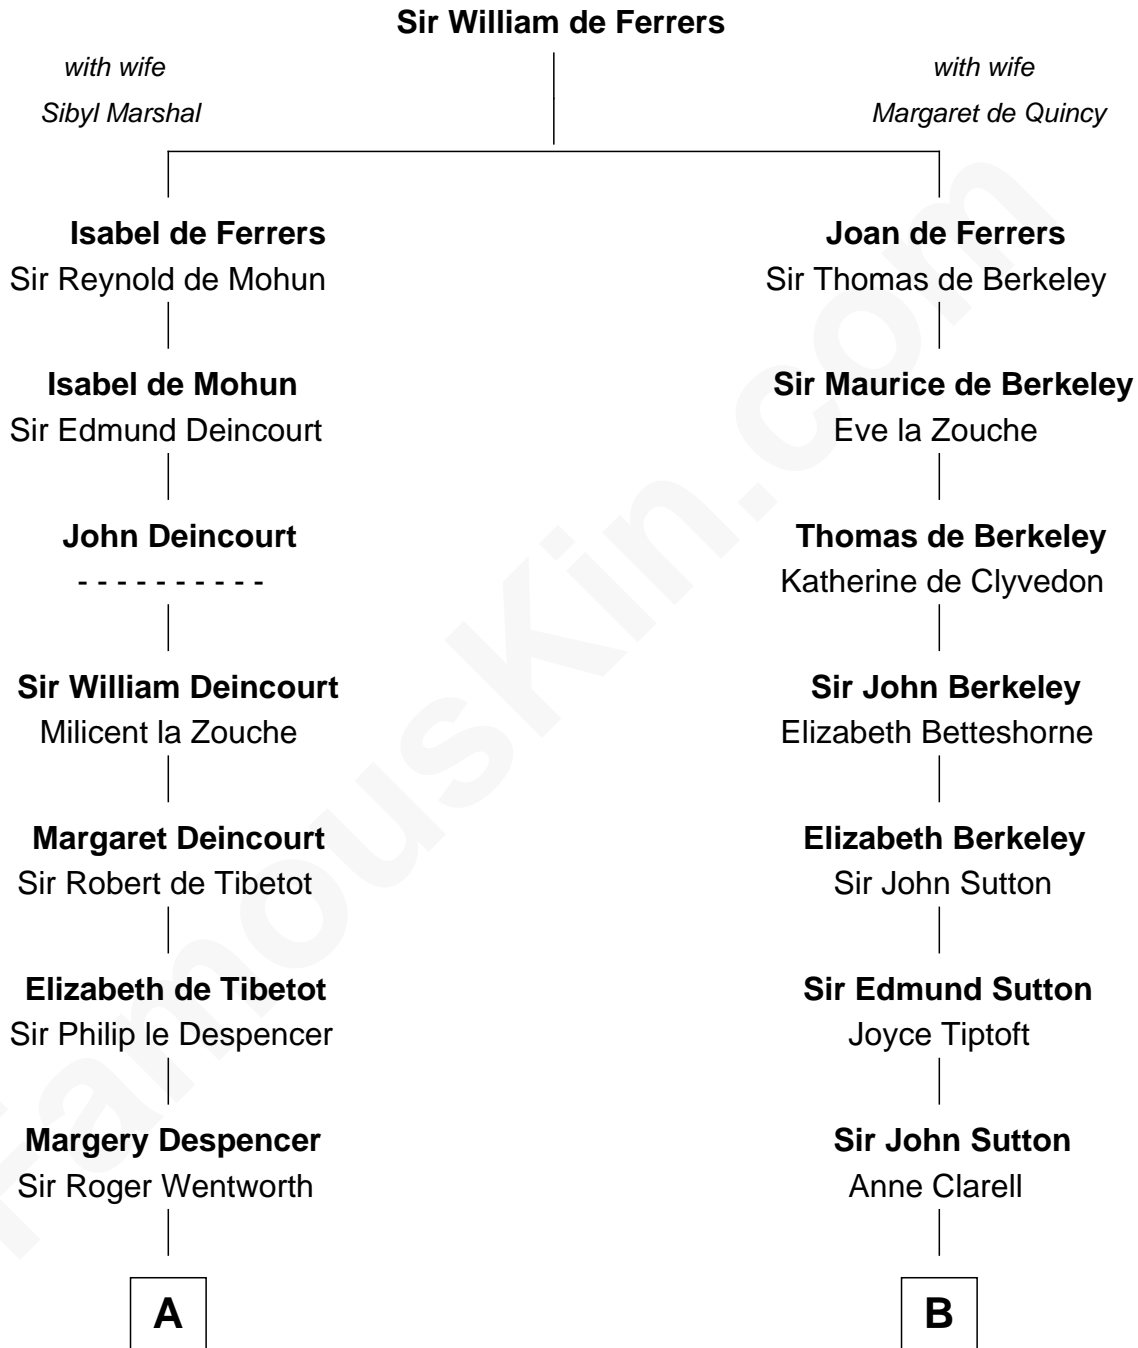 Sir William de Ferrers
with wife
Sibyl Marshal
with wife
Margaret de Quincy
Isabel de Ferrers
Sir Reynold de Mohun
Joan de Ferrers
Sir Thomas de Berkeley
Isabel de Mohun
Sir Edmund Deincourt
Sir Maurice de Berkeley
Eve la Zouche
John Deincourt
- - - - - - - - - -
Thomas de Berkeley
Katherine de Clyvedon
Sir William Deincourt
Milicent la Zouche
Sir John Berkeley
Elizabeth Betteshorne
Margaret Deincourt
Sir Robert de Tibetot
Elizabeth Berkeley
Sir John Sutton
Elizabeth de Tibetot
Sir Philip le Despencer
Sir Edmund Sutton
Joyce Tiptoft
Margery Despencer
Sir Roger Wentworth
Sir John Sutton
Anne Clarell
A
B
FamousKin.com